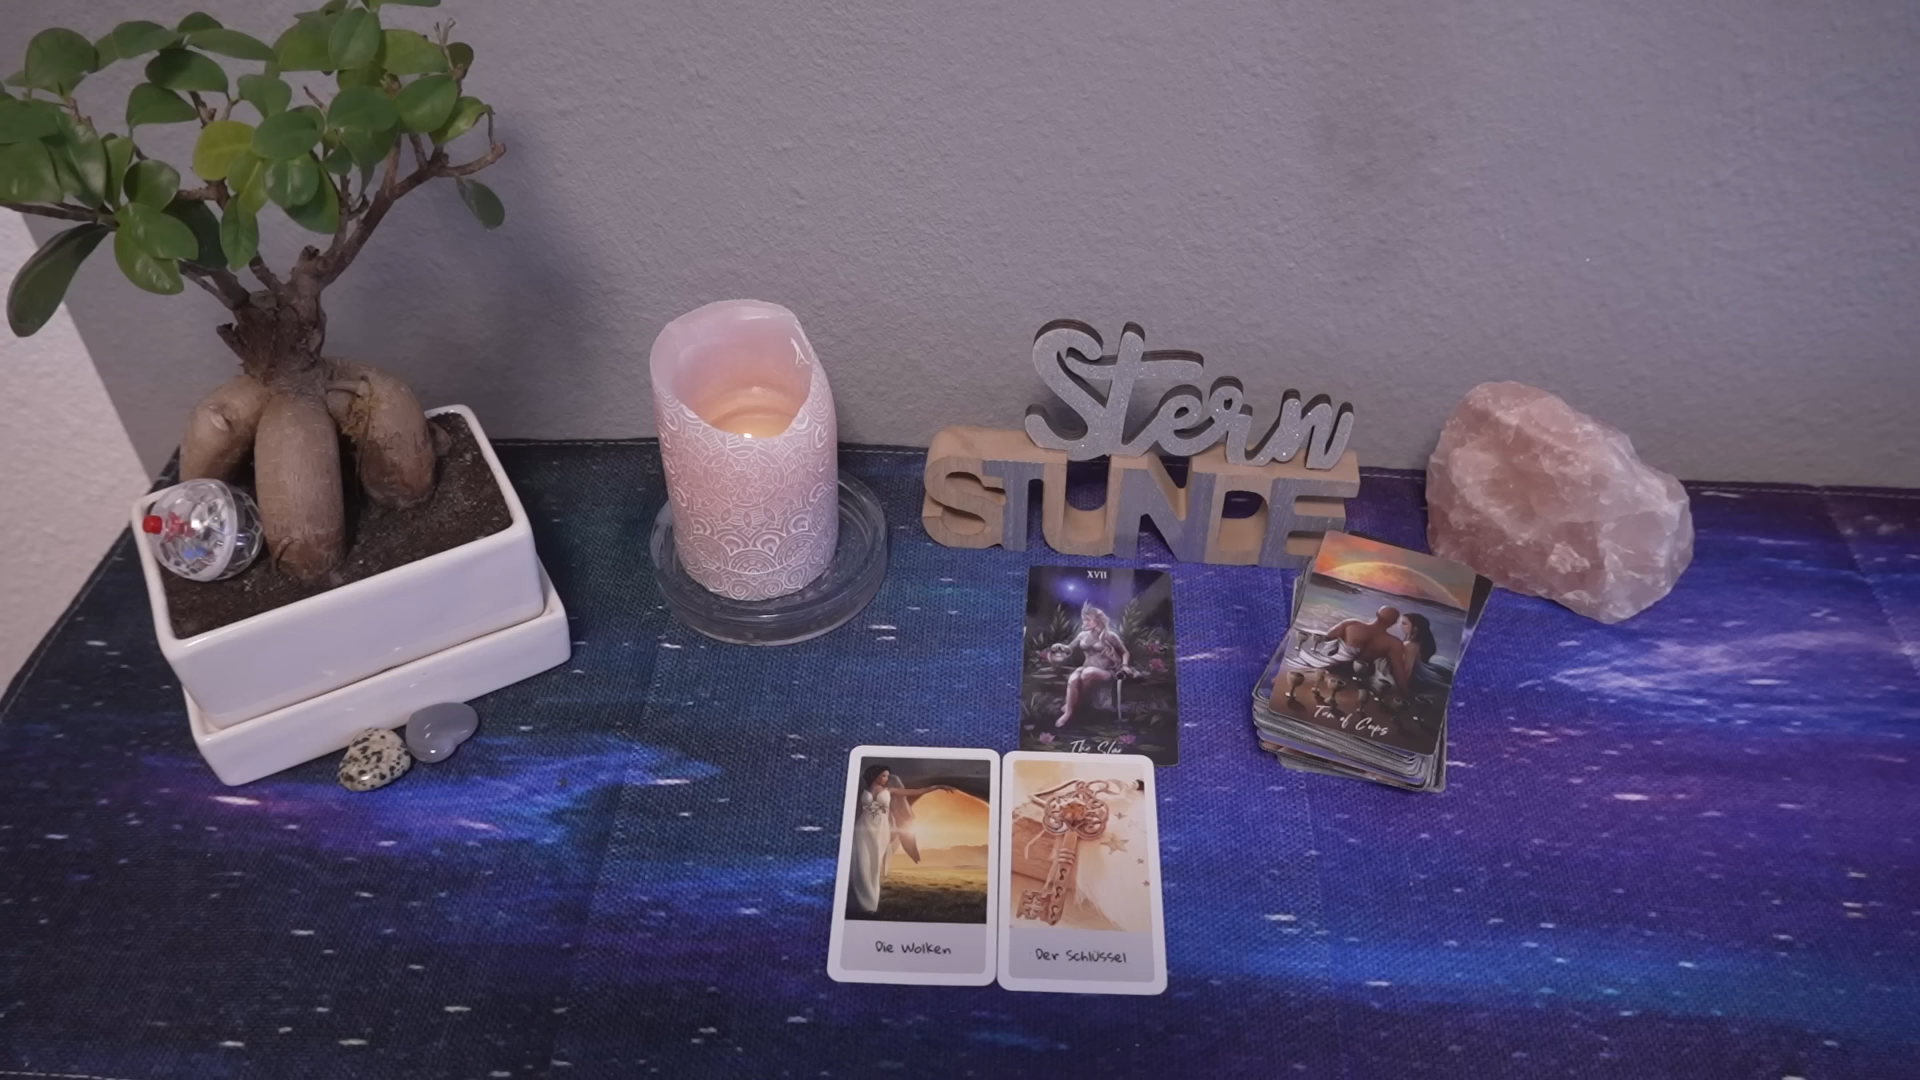 Stern
STUNDE
XVII
The Star
Ten of Cups
Die Wolken
Der Schlüssel